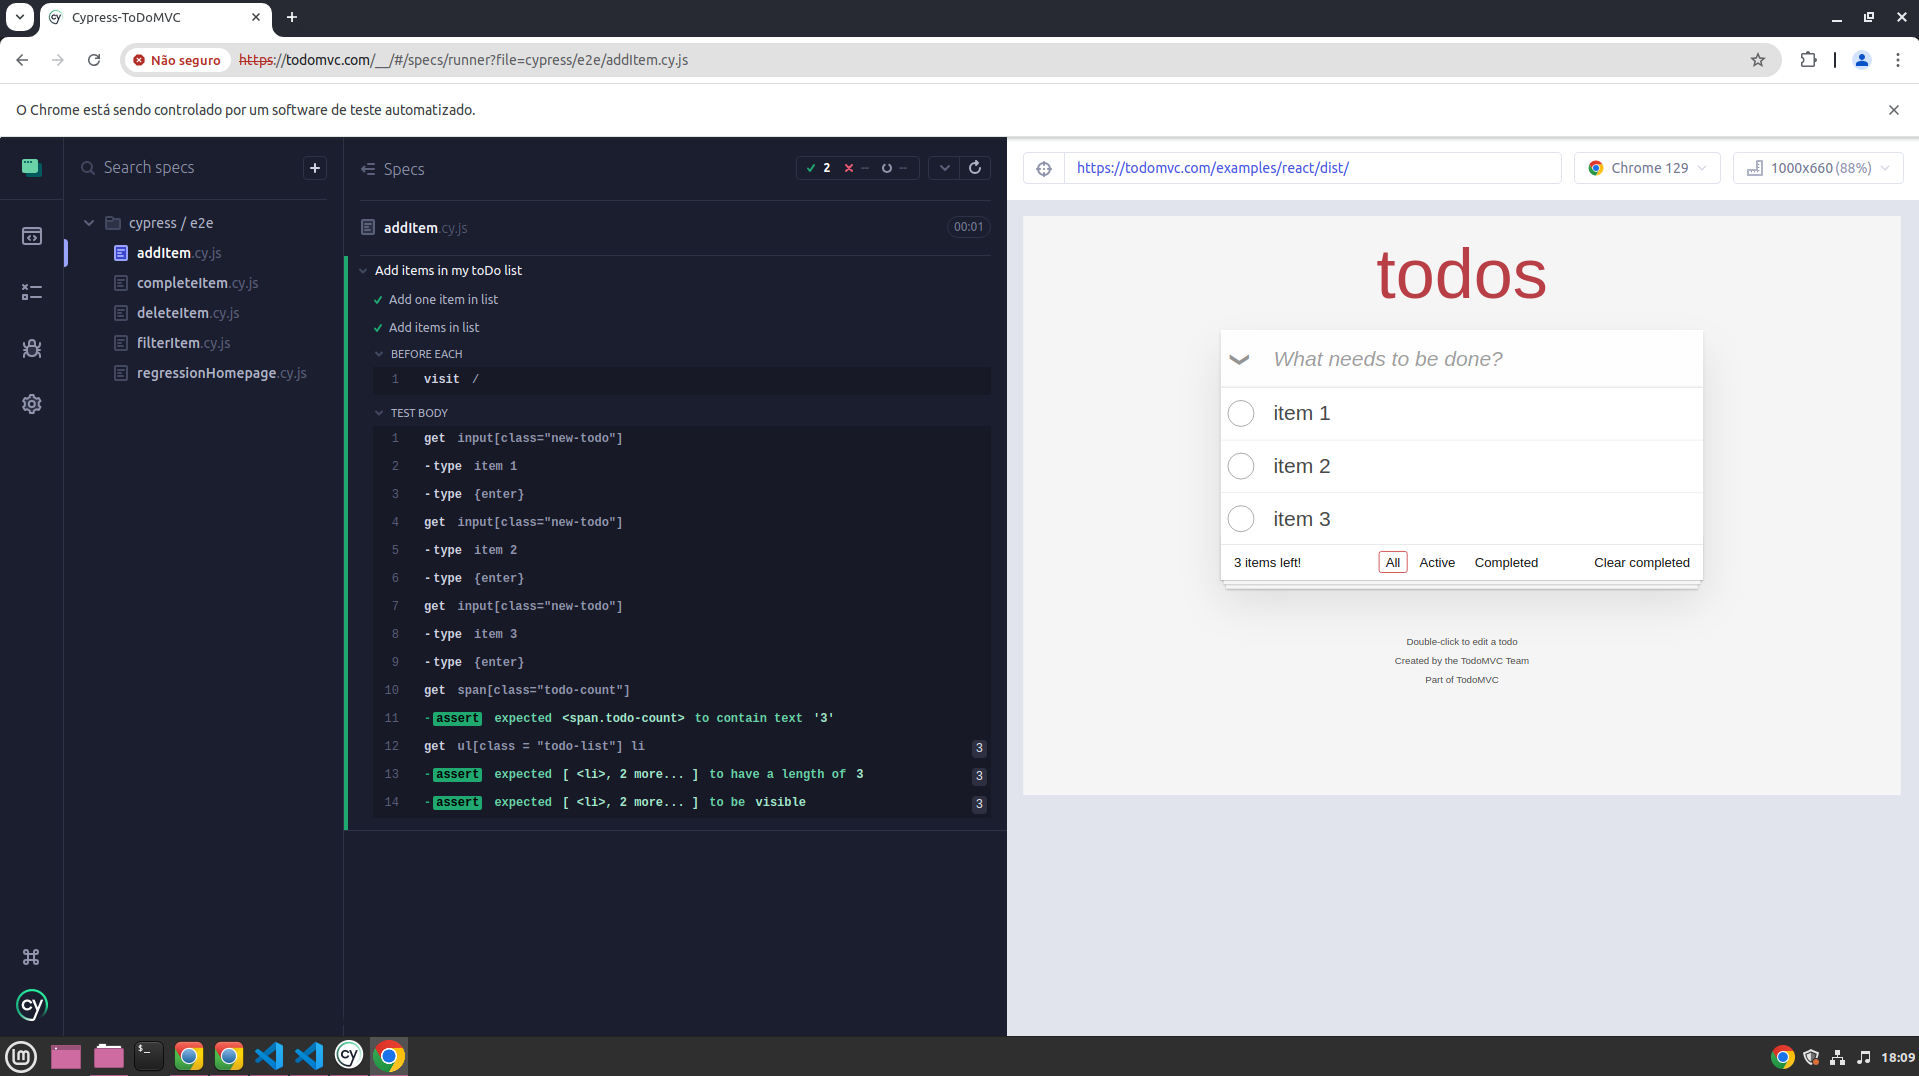 Cypress-ToDoMVC
Não seguro https://todomvc.com/__/#/specs/runner?file=cypress/e2e/addItem.cy.js
O Chrome está sendo controlado por um software de teste automatizado.
Search specs
cypress / e2e
addItem.cy.js
completeItem.cy.js
deleteItem.cy.js
filterItem.cy.js
regressionHomepage.cy.js
cy
Specs
2 -- --
addItem.cy.js 00:01
Add items in my toDo list
Add one item in list
Add items in list
BEFORE EACH
1 visit /
TEST BODY
1 get input[class="new-todo"]
2 -type item 1
3 -type {enter}
4 get input[class="new-todo"]
5 -type item 2
6 -type {enter}
7 get input[class="new-todo"]
8 -type item 3
9 -type {enter}
10 get span[class="todo-count"]
11 -assert expected <span.todo-count> to contain text '3'
12 get ul[class = "todo-list"] li 3
13 -assert expected [ <li>, 2 more... ] to have a length of 3 3
14 -assert expected [ <li>, 2 more... ] to be visible 3
https://todomvc.com/examples/react/dist/ Chrome 129 1000x660 (88%)
todos
What needs to be done?
item 1
item 2
item 3
3 items left! All Active Completed Clear completed
Double-click to edit a todo
Created by the TodoMVC Team
Part of TodoMVC
18:09